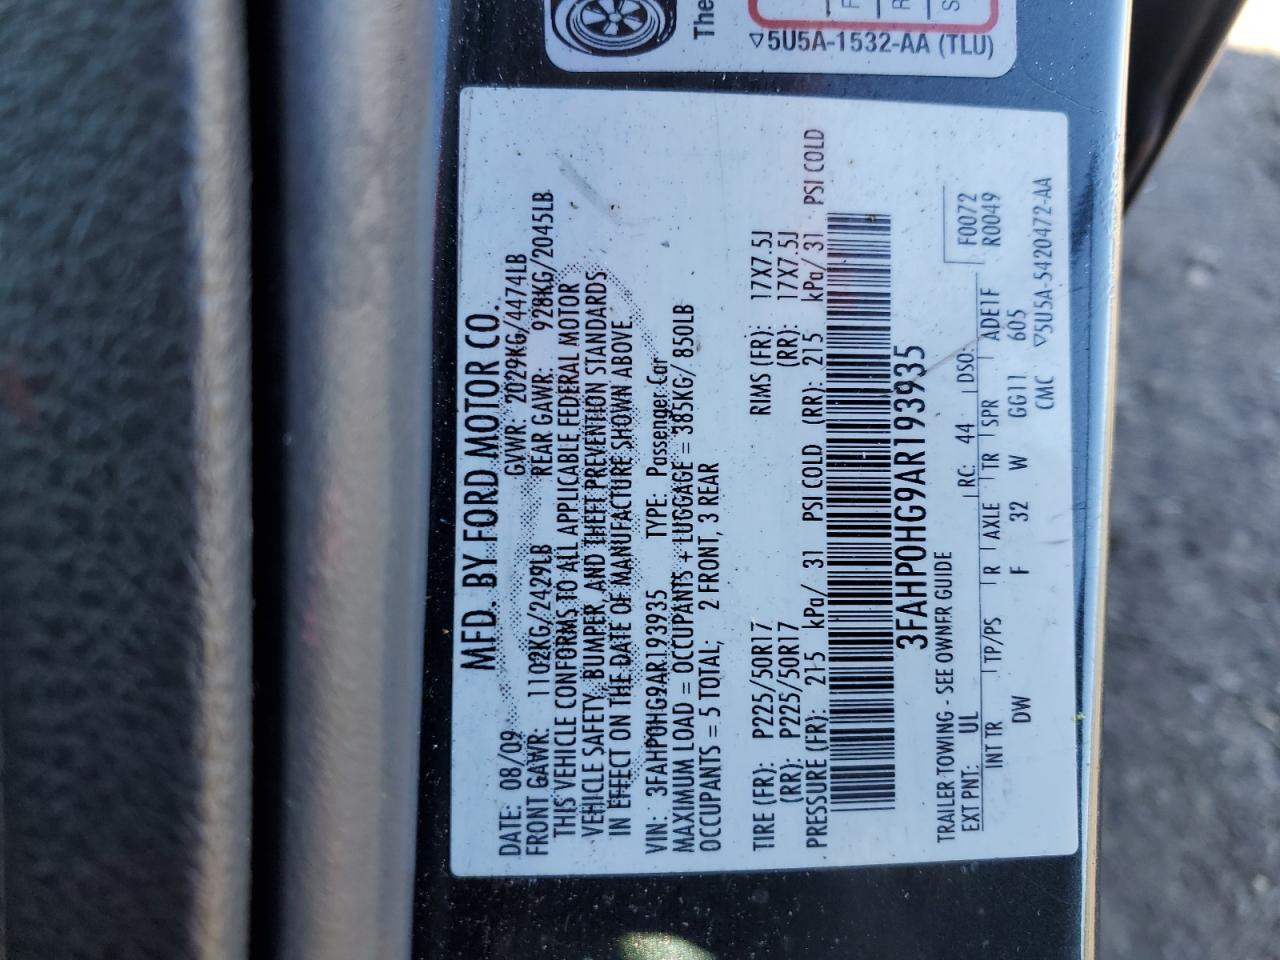 The
▽5U5A-1532-AA (TLU)
MFD. BY FORD MOTOR CO.
DATE: 08/09 GVWR: 2029KG/4474LB
FRONT GAWR: 1102KG/2429LB REAR GAWR: 928KG/2045LB
THIS VEHICLE CONFORMS TO ALL APPLICABLE FEDERAL MOTOR
VEHICLE SAFETY, BUMPER, AND THEFT PREVENTION STANDARDS
IN EFFECT ON THE DATE OF MANUFACTURE SHOWN ABOVE.
VIN: 3FAHP0HG9AR193935 TYPE: Passenger Car
MAXIMUM LOAD = OCCUPANTS + LUGGAGE = 385KG/ 850LB
OCCUPANTS = 5 TOTAL; 2 FRONT, 3 REAR
TIRE (FR): P225/50R17 RIMS (FR): 17X7.5J
(RR): P225/50R17 (RR): 17X7.5J
PRESSURE (FR): 215 kPa/ 31 PSI COLD (RR): 215 kPa/ 31 PSI COLD
3FAHP0HG9AR193935
TRAILER TOWING - SEE OWNER GUIDE
F0072
R0049
EXT PNT: UL RC: 44 DSO:
INT TR TP/PS R AXLE TR SPR ADE1F
DW F 32 W GG11 605
CMC ▽5U5A-5420472-AA